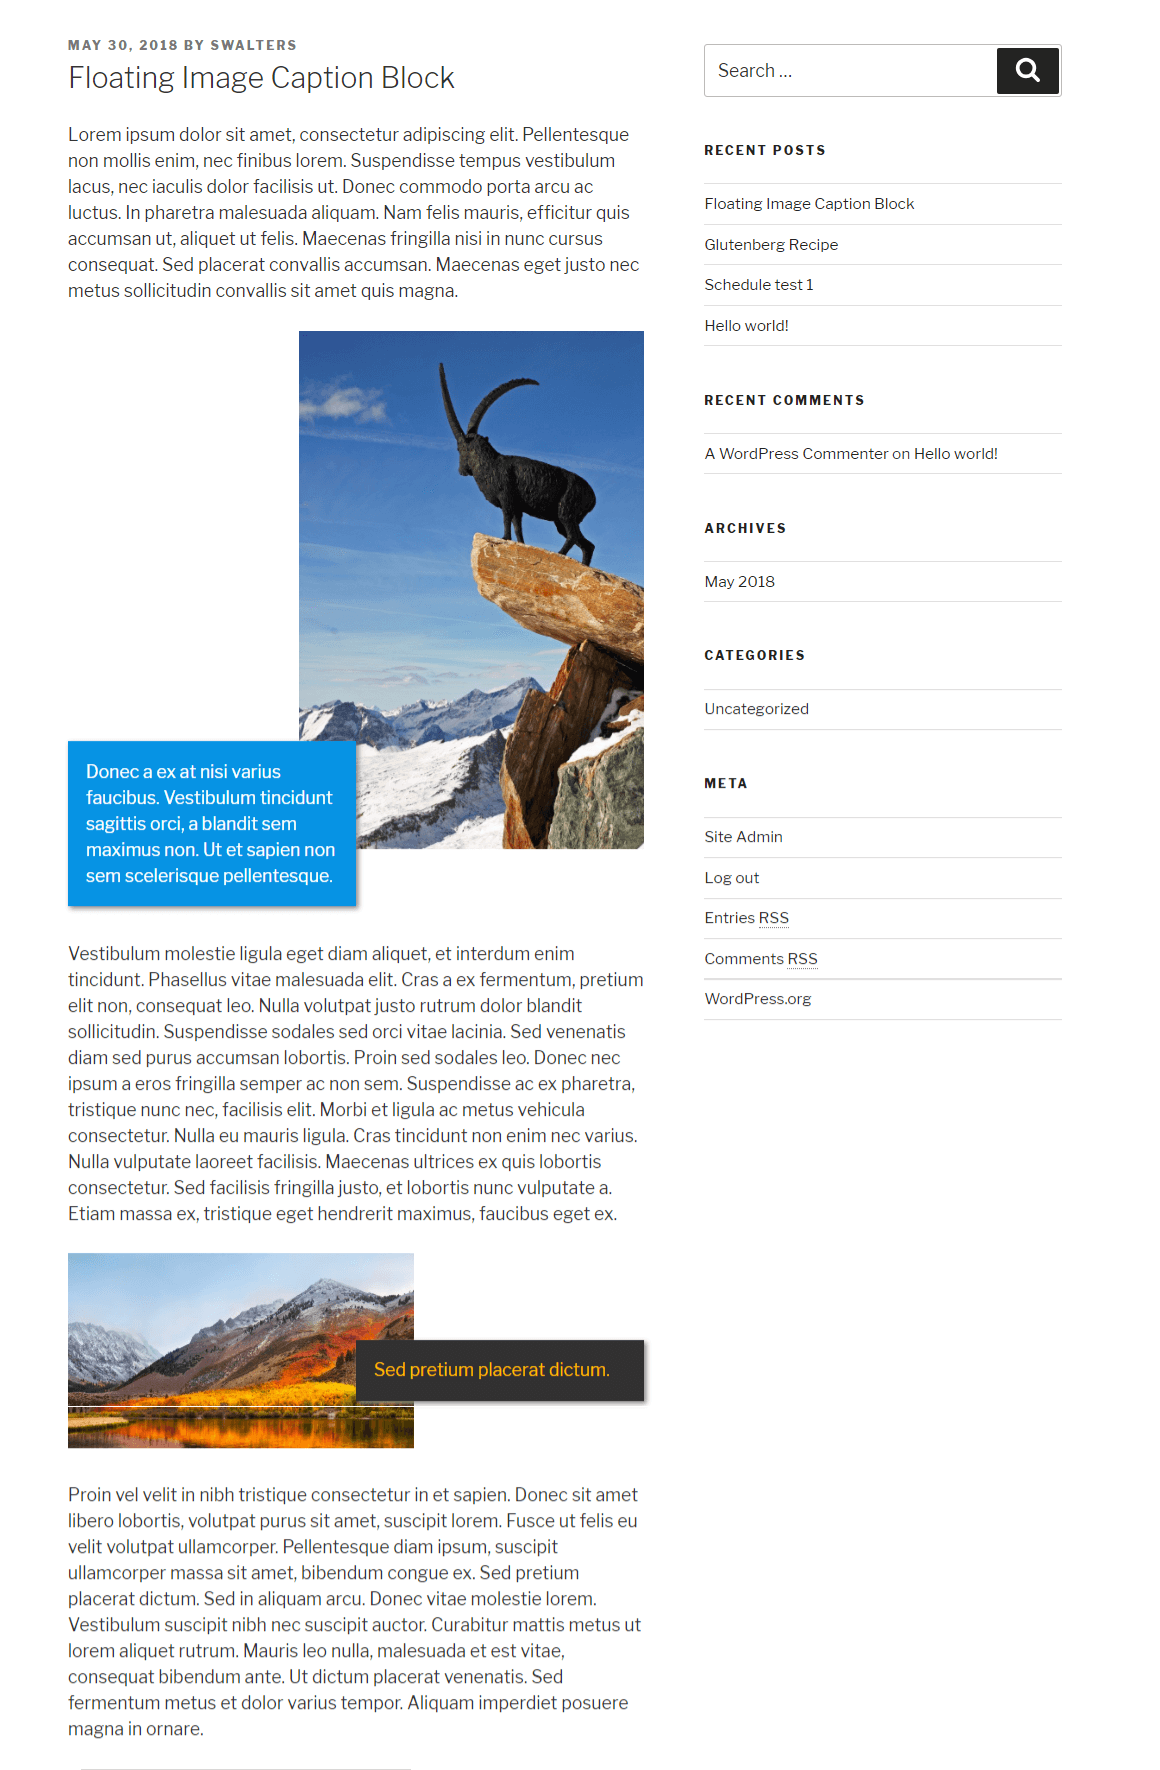 MAY 30, 2018 BY SWALTERS
Floating Image Caption Block
Lorem ipsum dolor sit amet, consectetur adipiscing elit. Pellentesque
non mollis enim, nec finibus lorem. Suspendisse tempus vestibulum
lacus, nec iaculis dolor facilisis ut. Donec commodo porta arcu ac
luctus. In pharetra malesuada aliquam. Nam felis mauris, efficitur quis
accumsan ut, aliquet ut felis. Maecenas fringilla nisi in nunc cursus
consequat. Sed placerat convallis accumsan. Maecenas eget justo nec
metus sollicitudin convallis sit amet quis magna.
Donec a ex at nisi varius
faucibus. Vestibulum tincidunt
sagittis orci, a blandit sem
maximus non. Ut et sapien non
sem scelerisque pellentesque.
Vestibulum molestie ligula eget diam aliquet, et interdum enim
tincidunt. Phasellus vitae malesuada elit. Cras a ex fermentum, pretium
elit non, consequat leo. Nulla volutpat justo rutrum dolor blandit
sollicitudin. Suspendisse sodales sed orci vitae lacinia. Sed venenatis
diam sed purus accumsan lobortis. Proin sed sodales leo. Donec nec
ipsum a eros fringilla semper ac non sem. Suspendisse ac ex pharetra,
tristique nunc nec, facilisis elit. Morbi et ligula ac metus vehicula
consectetur. Nulla eu mauris ligula. Cras tincidunt non enim nec varius.
Nulla vulputate laoreet facilisis. Maecenas ultrices ex quis lobortis
consectetur. Sed facilisis fringilla justo, et lobortis nunc vulputate a.
Etiam massa ex, tristique eget hendrerit maximus, faucibus eget ex.
Sed pretium placerat dictum.
Proin vel velit in nibh tristique consectetur in et sapien. Donec sit amet
libero lobortis, volutpat purus sit amet, suscipit lorem. Fusce ut felis eu
velit volutpat ullamcorper. Pellentesque diam ipsum, suscipit
ullamcorper massa sit amet, bibendum congue ex. Sed pretium
placerat dictum. Sed in aliquam arcu. Donec vitae molestie lorem.
Vestibulum suscipit nibh nec suscipit auctor. Curabitur mattis metus ut
lorem aliquet rutrum. Mauris leo nulla, malesuada et est vitae,
consequat bibendum ante. Ut dictum placerat venenatis. Sed
fermentum metus et dolor varius tempor. Aliquam imperdiet posuere
magna in ornare.
Search ...
RECENT POSTS
Floating Image Caption Block
Glutenberg Recipe
Schedule test 1
Hello world!
RECENT COMMENTS
A WordPress Commenter on Hello world!
ARCHIVES
May 2018
CATEGORIES
Uncategorized
META
Site Admin
Log out
Entries RSS
Comments RSS
WordPress.org